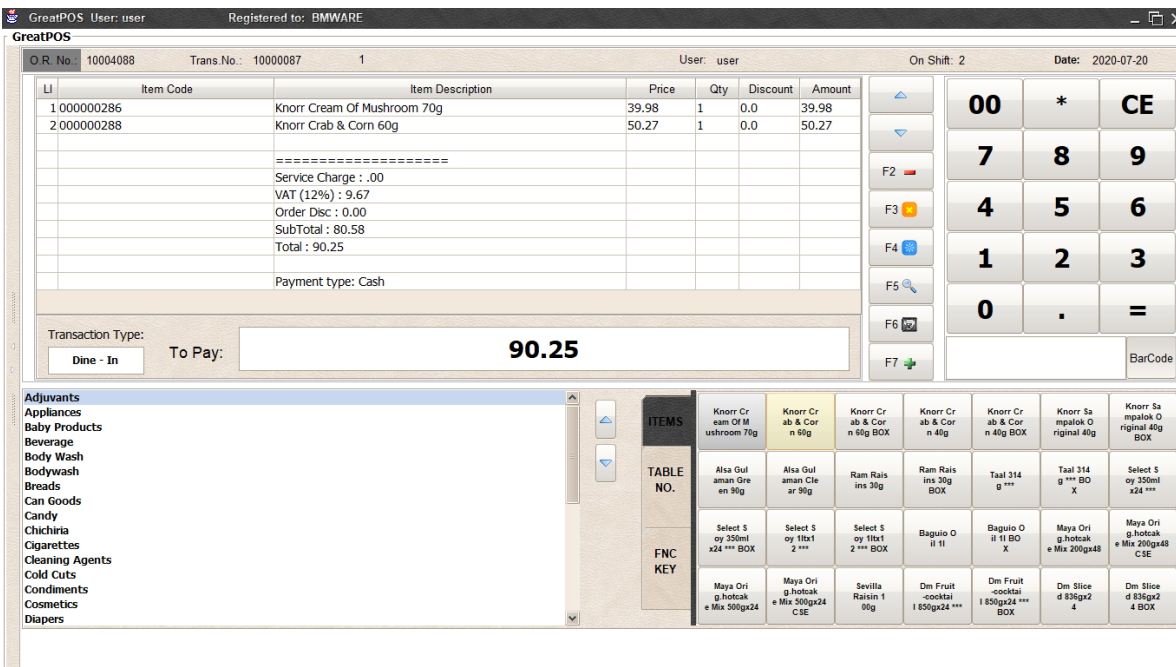 GreatPOS User: user Registered to: BMWARE
GreatPOS
O.R. No.: 10004088 Trans.No.: 10000087 1 User: user On Shift: 2 Date: 2020-07-20
LI Item Code Item Description Price Qty Discount Amount
1 000000286 Knorr Cream Of Mushroom 70g 39.98 1 0.0 39.98
2 000000288 Knorr Crab & Corn 60g 50.27 1 0.0 50.27
====================
Service Charge : .00
VAT (12%) : 9.67
Order Disc : 0.00
SubTotal : 80.58
Total : 90.25
Payment type: Cash
Transaction Type:
Dine - In
To Pay: 90.25
F2
F3
F4
F5
F6
F7
00 * CE
7 8 9
4 5 6
1 2 3
0 . =
BarCode
Adjuvants
Appliances
Baby Products
Beverage
Body Wash
Bodywash
Breads
Can Goods
Candy
Chichiria
Cigarettes
Cleaning Agents
Cold Cuts
Condiments
Cosmetics
Diapers
ITEMS
TABLE
NO.
FNC
KEY
Knorr Cr
eam Of M
ushroom 70g
Knorr Cr
ab & Cor
n 60g
Knorr Cr
ab & Cor
n 60g BOX
Knorr Cr
ab & Cor
n 40g
Knorr Cr
ab & Cor
n 40g BOX
Knorr Sa
mpalok O
riginal 40g
Knorr Sa
mpalok O
riginal 40g
BOX
Alsa Gul
aman Gre
en 90g
Alsa Gul
aman Cle
ar 90g
Ram Rais
ins 30g
Ram Rais
ins 30g
BOX
Taal 314
g ***
Taal 314
g *** BO
X
Select S
oy 350ml
x24 ***
Select S
oy 350ml
x24 *** BOX
Select S
oy 1ltx1
2 ***
Select S
oy 1ltx1
2 *** BOX
Baguio O
il 1l
Baguio O
il 1l BO
X
Maya Ori
g.hotcak
e Mix 200gx48
Maya Ori
g.hotcak
e Mix 200gx48
CSE
Maya Ori
g.hotcak
e Mix 500gx24
Maya Ori
g.hotcak
e Mix 500gx24
CSE
Sevilla
Raisin 1
00g
Dm Fruit
-cocktai
l 850gx24 ***
Dm Fruit
-cocktai
l 850gx24 ***
BOX
Dm Slice
d 836gx2
4
Dm Slice
d 836gx2
4 BOX